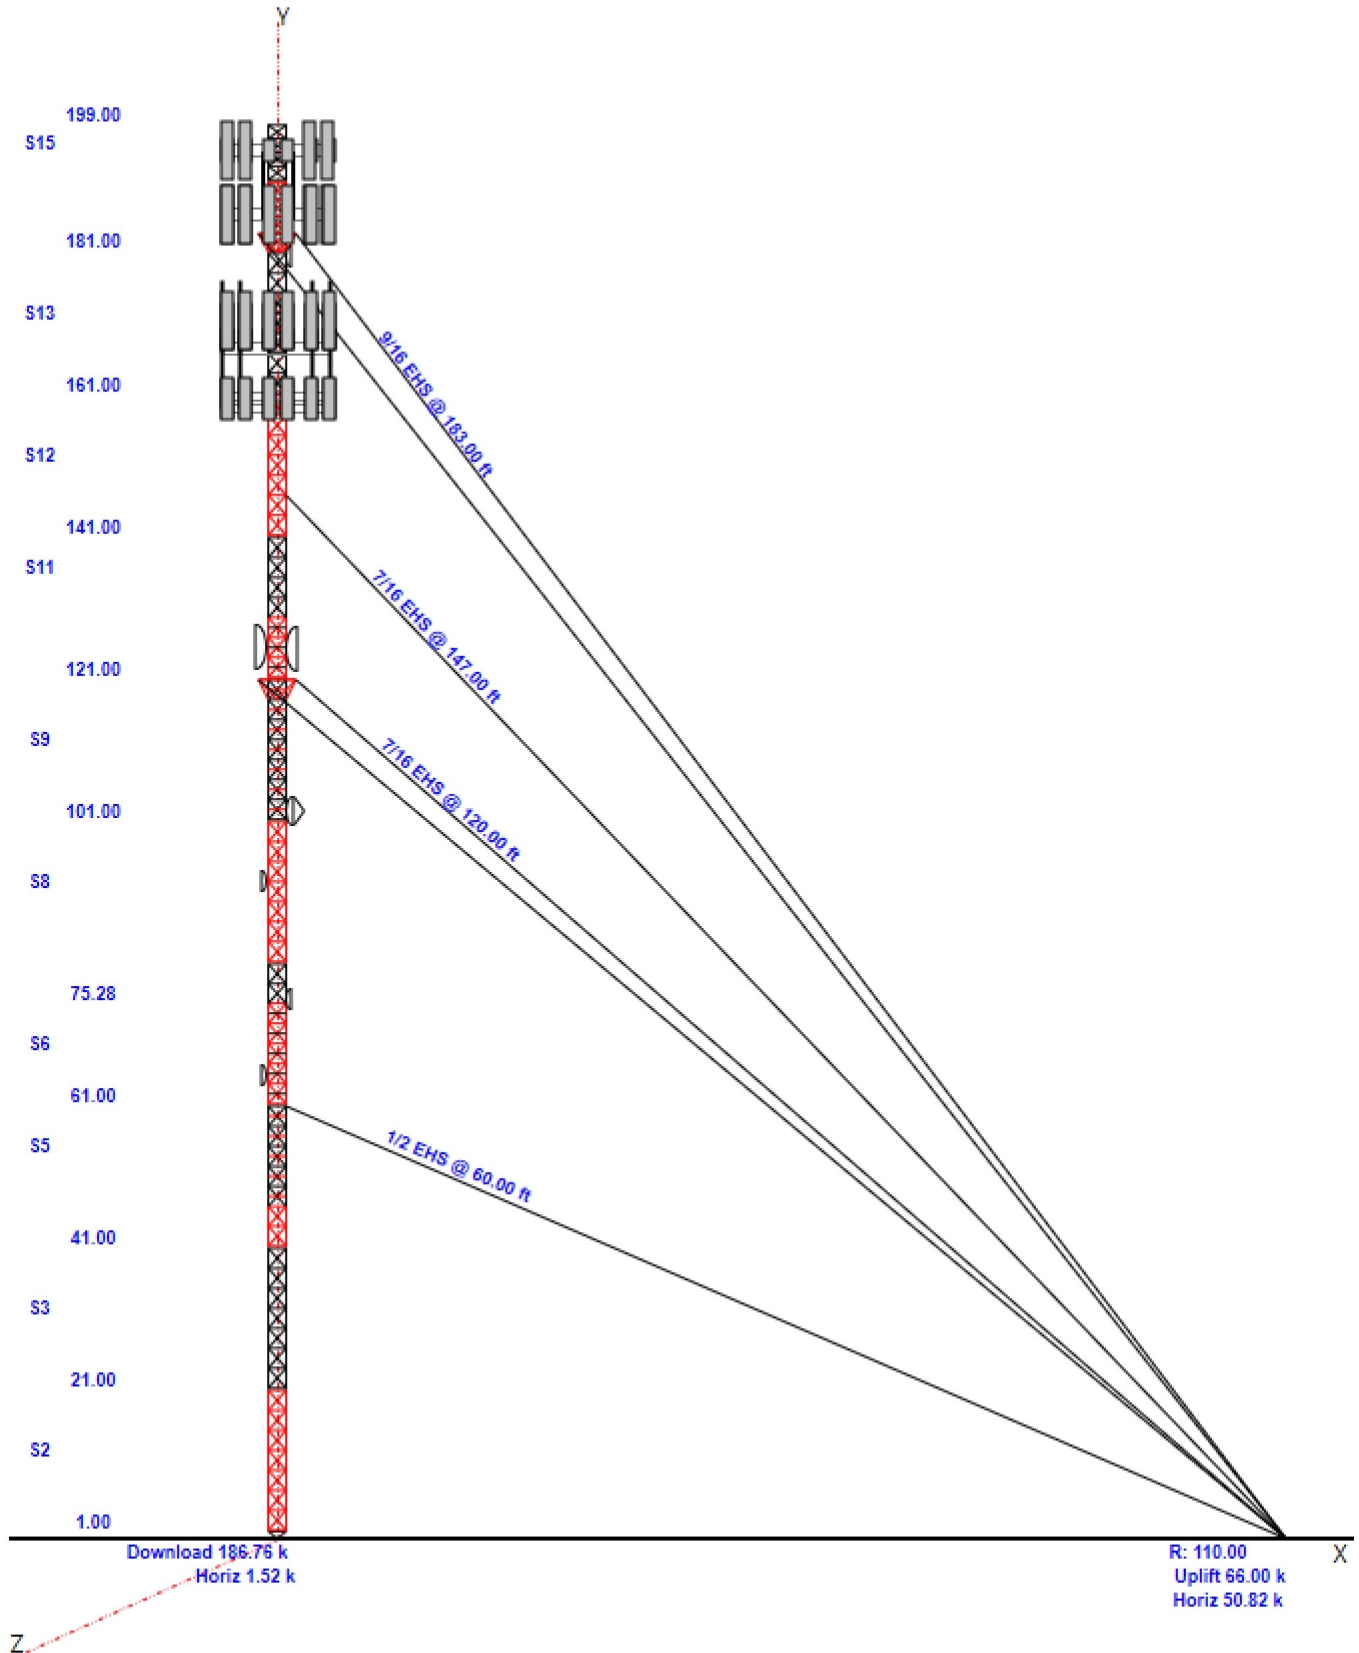 Y
199.00
S15
181.00
S13
9/16 EHS @ 183.00 ft
161.00
S12
141.00
S11
7/16 EHS @ 147.00 ft
121.00
S9
7/16 EHS @ 120.00 ft
101.00
S8
75.28
S6
61.00
S5
1/2 EHS @ 60.00 ft
41.00
S3
21.00
S2
1.00
Download 186.76 k
Horiz 1.52 k
R: 110.00
Uplift 66.00 k
Horiz 50.82 k
X
Z